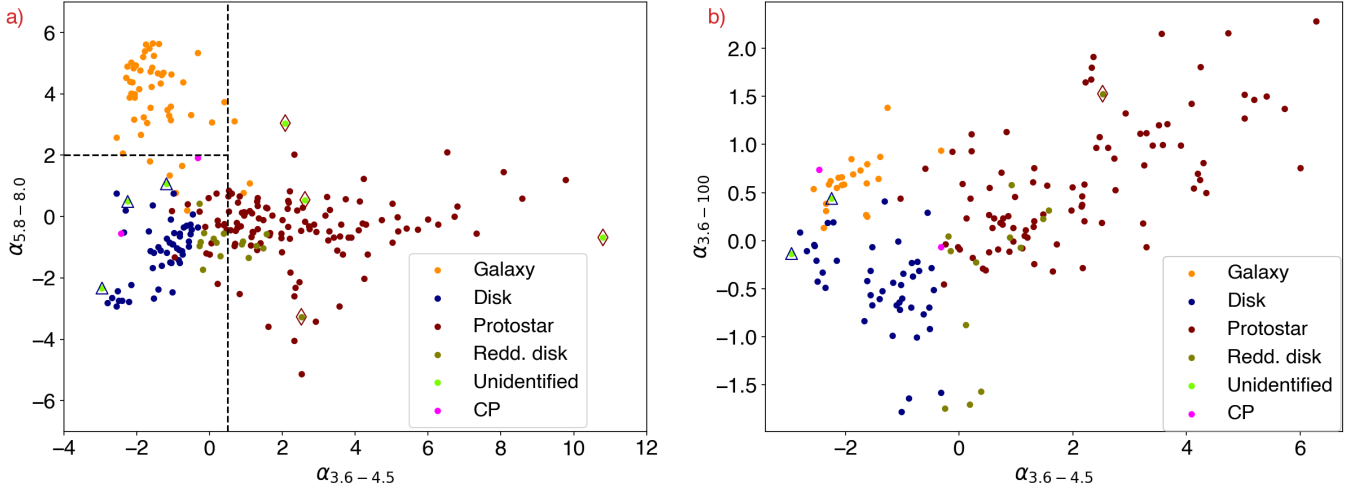 a)
6
4
2
0
−2
−4
−6
α5.8 − 8.0
−4 −2 0 2 4 6 8 10 12
α3.6 − 4.5
Galaxy
Disk
Protostar
Redd. disk
Unidentified
CP
b)
2.0
1.5
1.0
0.5
0.0
−0.5
−1.0
−1.5
α3.6 − 100
−2 0 2 4 6
α3.6 − 4.5
Galaxy
Disk
Protostar
Redd. disk
Unidentified
CP